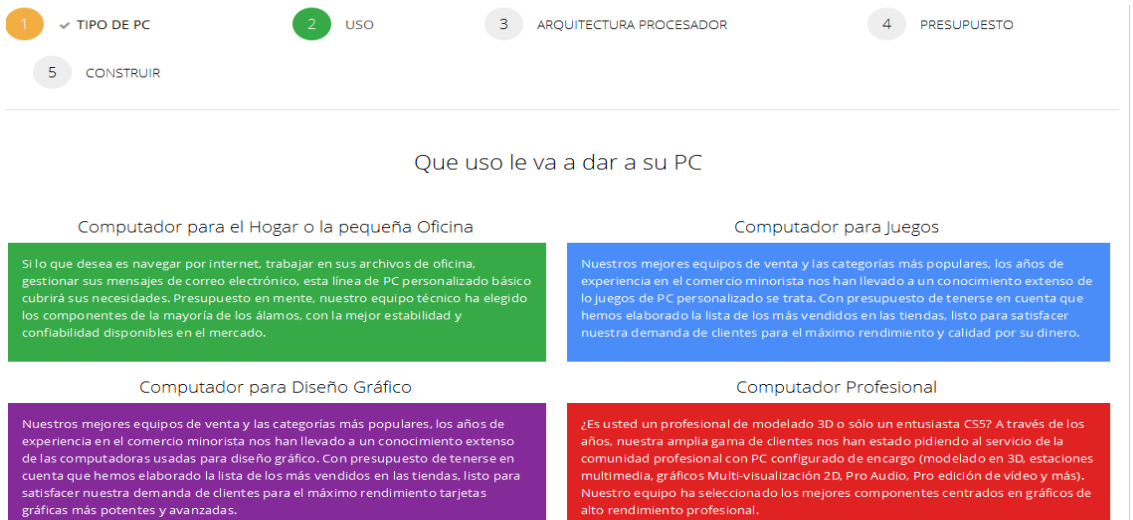 1 ✔ TIPO DE PC 2 USO 3 ARQUITECTURA PROCESADOR 4 PRESUPUESTO
5 CONSTRUIR
Que uso le va a dar a su PC
Computador para el Hogar o la pequeña Oficina
Si lo que desea es navegar por internet, trabajar en sus archivos de oficina,
gestionar sus mensajes de correo electrónico, esta línea de PC personalizado básico
cubrirá sus necesidades. Presupuesto en mente, nuestro equipo técnico ha elegido
los componentes de la mayoría de los álamos, con la mejor estabilidad y
confiabilidad disponibles en el mercado.
Computador para Juegos
Nuestros mejores equipos de venta y las categorías más populares, los años de
experiencia en el comercio minorista nos han llevado a un conocimiento extenso de
lo juegos de PC personalizado se trata. Con presupuesto de tenerse en cuenta que
hemos elaborado la lista de los más vendidos en las tiendas, listo para satisfacer
nuestra demanda de clientes para el máximo rendimiento y calidad por su dinero.
Computador para Diseño Gráfico
Nuestros mejores equipos de venta y las categorías más populares, los años de
experiencia en el comercio minorista nos han llevado a un conocimiento extenso
de las computadoras usadas para diseño gráfico. Con presupuesto de tenerse en
cuenta que hemos elaborado la lista de los más vendidos en las tiendas, listo para
satisfacer nuestra demanda de clientes para el máximo rendimiento tarjetas
gráficas más potentes y avanzadas.
Computador Profesional
¿Es usted un profesional de modelado 3D o sólo un entusiasta CS5? A través de los
años, nuestra amplia gama de clientes nos han estado pidiendo al servicio de la
comunidad profesional con PC configurado de encargo (modelado en 3D, estaciones
multimedia, gráficos Multi-visualización 2D, Pro Audio, Pro edición de vídeo y más).
Nuestro equipo ha seleccionado los mejores componentes centrados en gráficos de
alto rendimiento profesional.